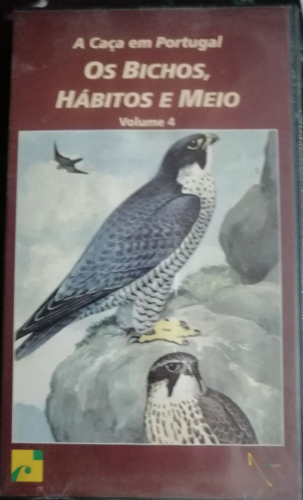 A Caça em Portugal
OS BICHOS,
HÁBITOS E MEIO
Volume 4